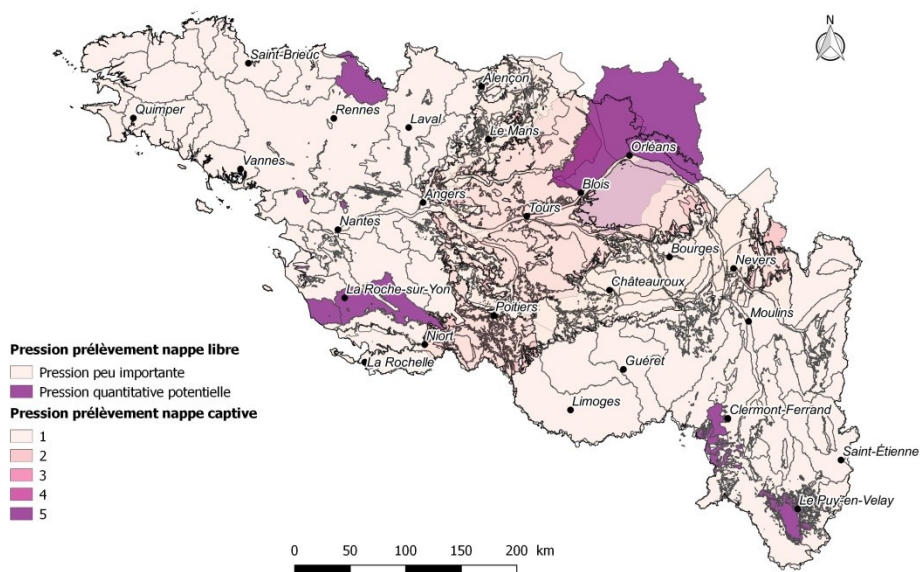 N
Saint-Brieuc
Alençon
Quimper
Rennes
Laval
Le Mans
Orléans
Vannes
Blois
Angers
Tours
Nantes
Bourges
Nevers
La Roche-sur-Yon
Châteauroux
Poitiers
Moulins
Niort
La Rochelle
Guéret
Limoges
Clermont-Ferrand
Saint-Étienne
Le Puy-en-Velay
Pression prélèvement nappe libre
Pression peu importante
Pression quantitative potentielle
Pression prélèvement nappe captive
1
2
3
4
5
0 50 100 150 200 km